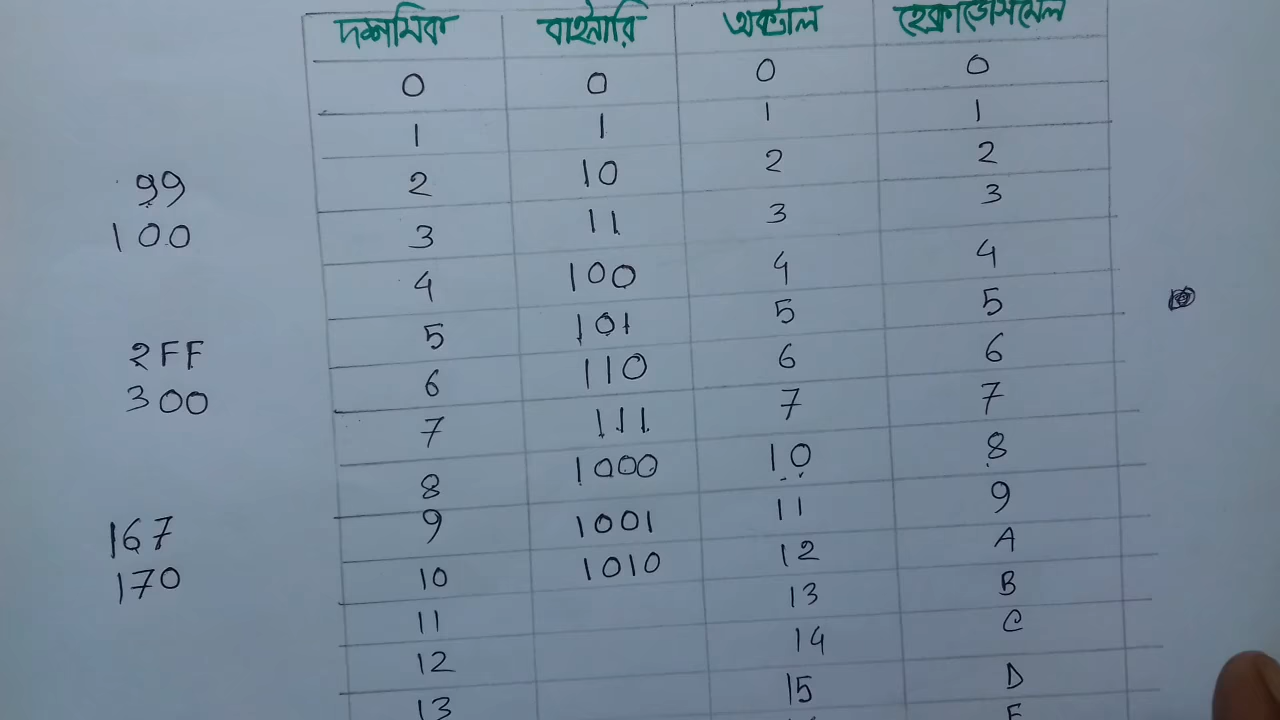 দশমিক বাইনারি অক্টাল হেক্সাডেসিমেল
0 0 0 0
1 1 1 1
2 10 2 2
3 11 3 3
4 100 4 4
5 101 5 5
6 110 6 6
7 111 7 7
8 1000 10 8
9 1001 11 9
10 1010 12 A
11 13 B
12 14 C
13 15 D
E
99
100
2FF
300
167
170